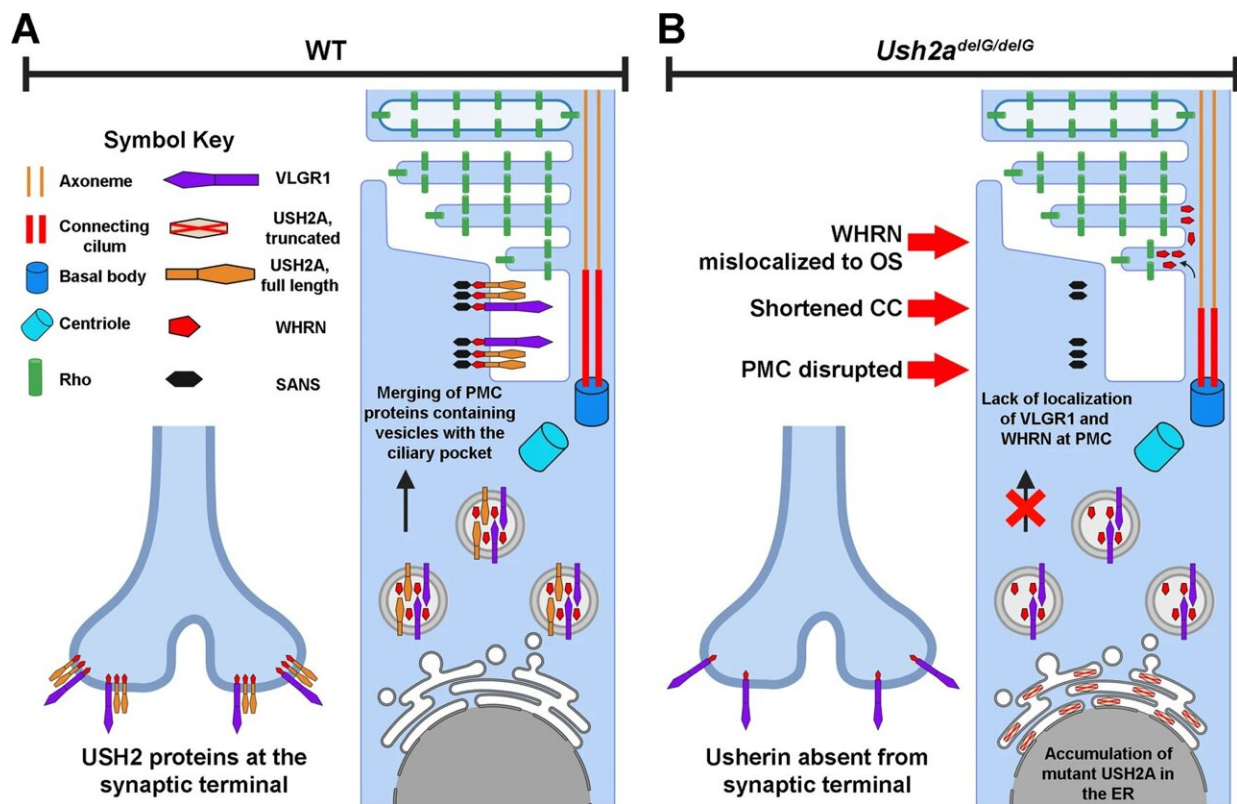 A
WT
Symbol Key
Axoneme
VLGR1
Connecting
cilum
USH2A,
truncated
Basal body
USH2A,
full length
Centriole
WHRN
Rho
SANS
Merging of PMC
proteins containing
vesicles with the
ciliary pocket
USH2 proteins at the
synaptic terminal
B
Ush2a^delG/delG
WHRN
mislocalized to OS
Shortened CC
PMC disrupted
Lack of localization
of VLGR1 and
WHRN at PMC
Usherin absent from
synaptic terminal
Accumulation of
mutant USH2A in
the ER